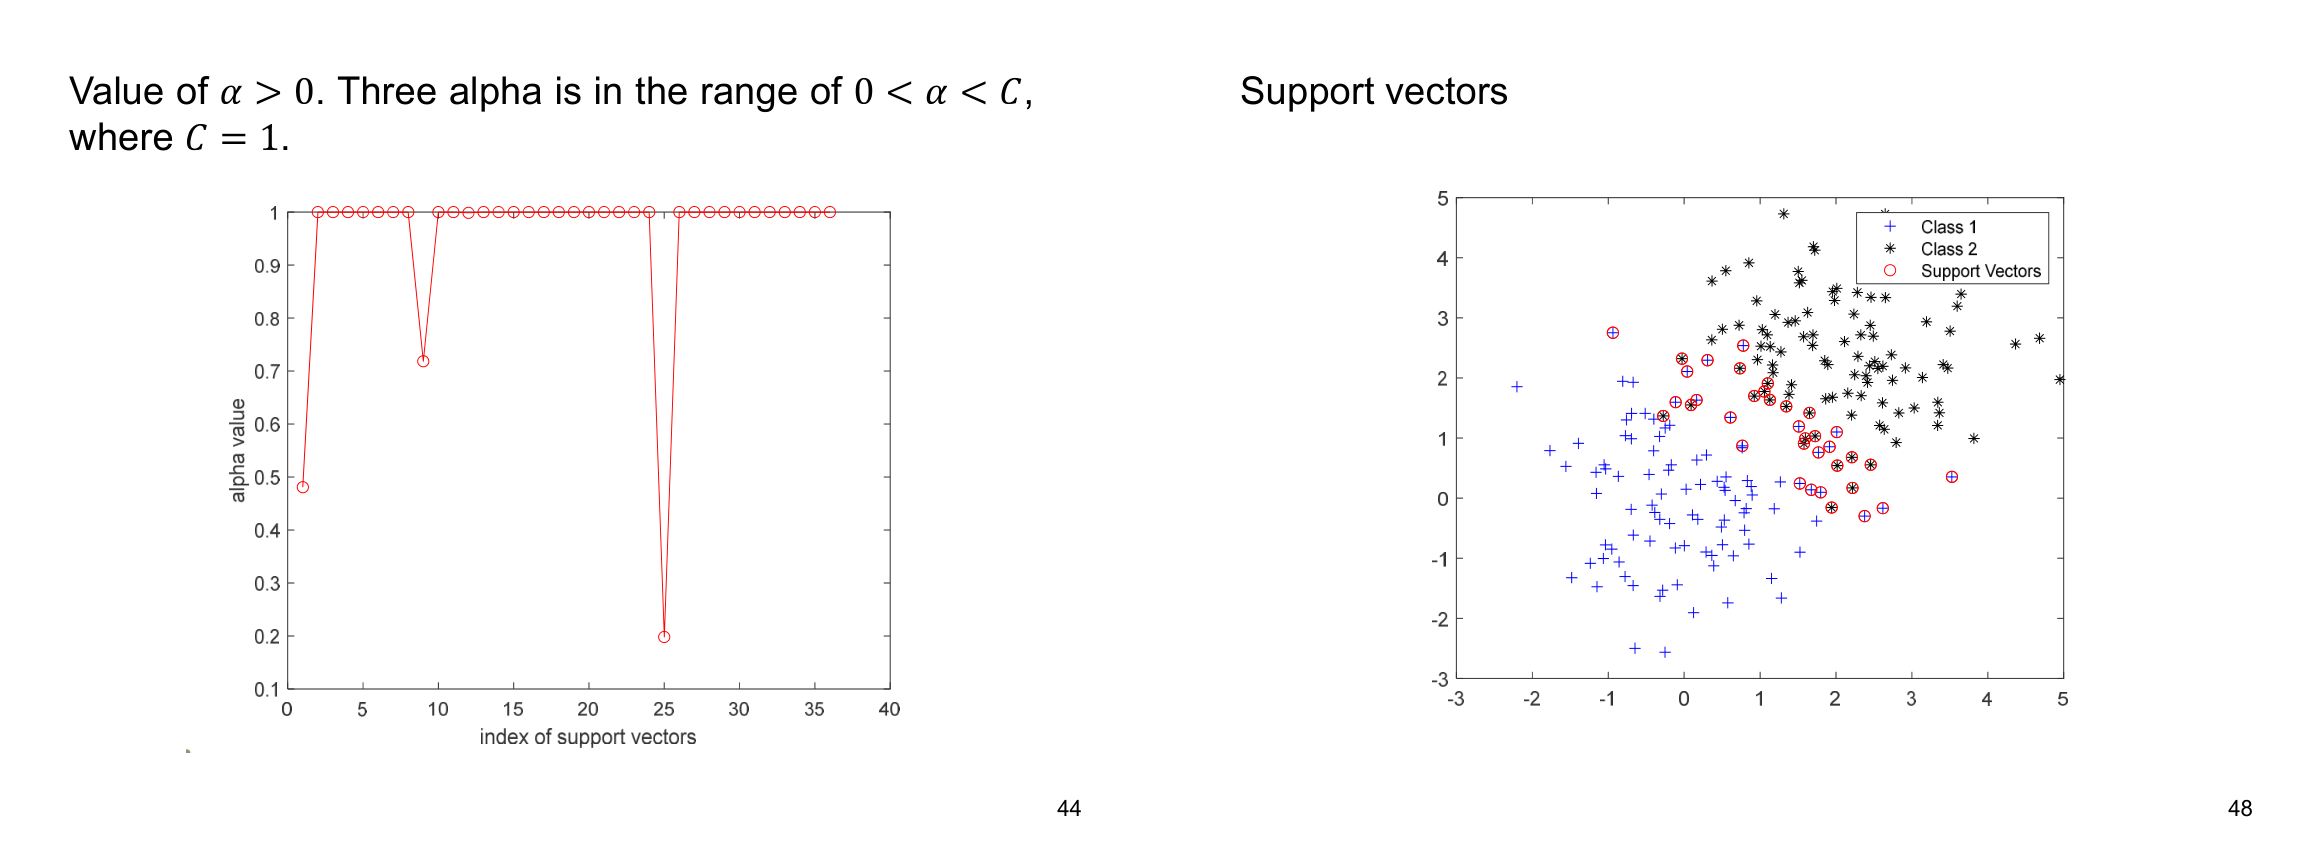 Value of α > 0. Three alpha is in the range of 0 < α < C,
where C = 1.
1
0.9
0.8
0.7
0.6
0.5
0.4
0.3
0.2
0.1
alpha value
0 5 10 15 20 25 30 35 40
index of support vectors
44
Support vectors
5
4
3
2
1
0
-1
-2
-3
Class 1
Class 2
Support Vectors
-3 -2 -1 0 1 2 3 4 5
48